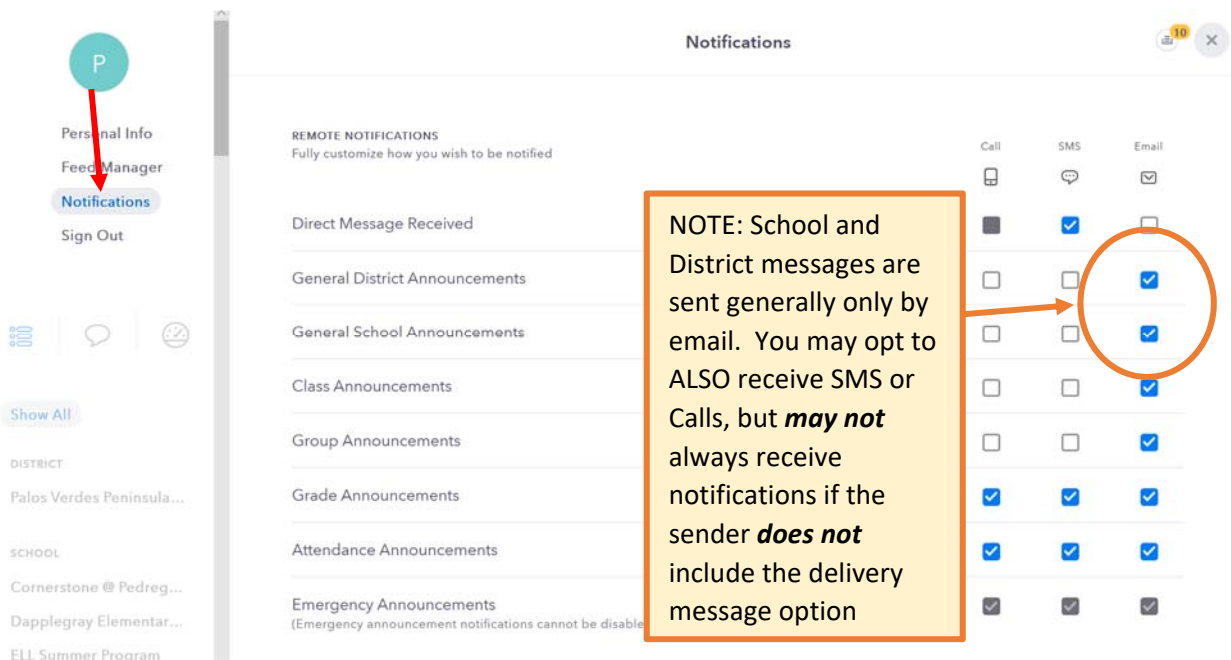 P
Notifications
10
Personal Info
Feed Manager
Notifications
Sign Out
Show All
DISTRICT
Palos Verdes Peninsula...
SCHOOL
Cornerstone @ Pedreg...
Dapplegray Elementar...
ELL Summer Program
REMOTE NOTIFICATIONS
Fully customize how you wish to be notified
Call SMS Email
Direct Message Received
General District Announcements
General School Announcements
Class Announcements
Group Announcements
Grade Announcements
Attendance Announcements
Emergency Announcements
(Emergency announcement notifications cannot be disable
NOTE: School and
District messages are
sent generally only by
email. You may opt to
ALSO receive SMS or
Calls, but may not
always receive
notifications if the
sender does not
include the delivery
message option